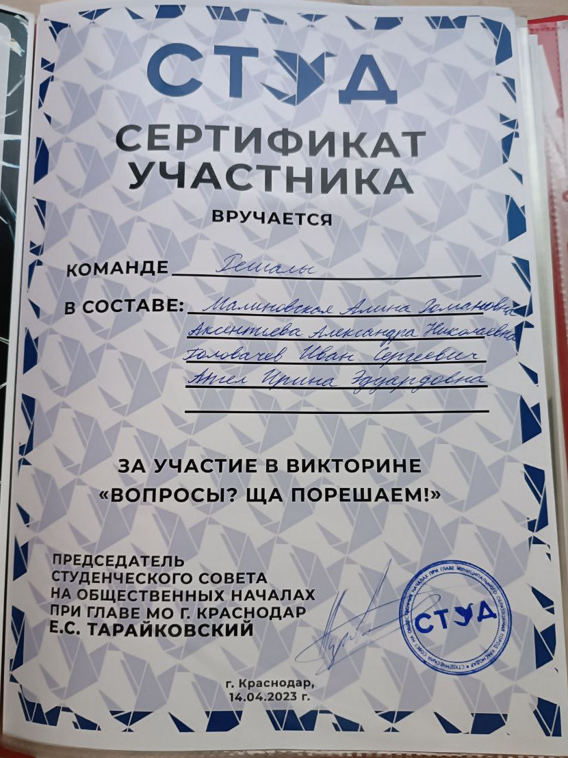 СТУД
СЕРТИФИКАТ
УЧАСТНИКА
ВРУЧАЕТСЯ
КОМАНДЕ Решалы
В СОСТАВЕ: Малиновская Алина Романовна
Аксентиева Александра Николаевна
Головачев Иван Сергеевич
Ангел Ирина Эдуардовна
ЗА УЧАСТИЕ В ВИКТОРИНЕ
«ВОПРОСЫ? ЩА ПОРЕШАЕМ!»
ПРЕДСЕДАТЕЛЬ
СТУДЕНЧЕСКОГО СОВЕТА
НА ОБЩЕСТВЕННЫХ НАЧАЛАХ
ПРИ ГЛАВЕ МО Г. КРАСНОДАР
Е.С. ТАРАЙКОВСКИЙ
СТУД
г. Краснодар,
14.04.2023 г.